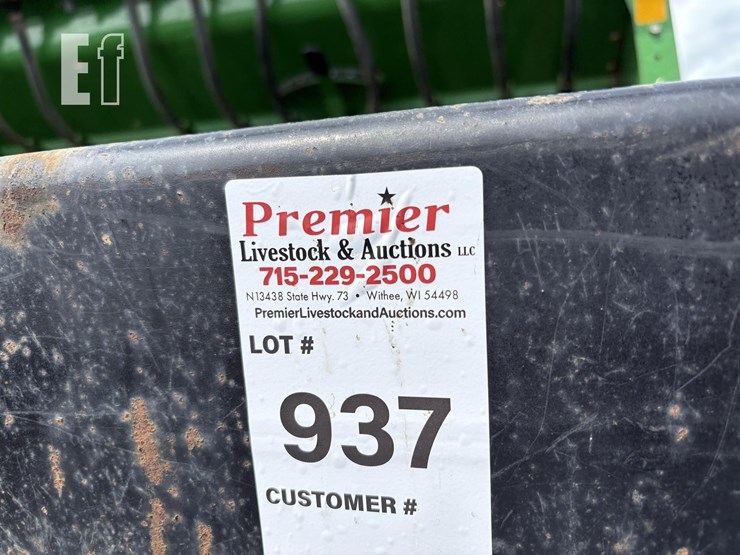 Ef
Premier
Livestock & Auctions LLC
715-229-2500
N13438 State Hwy. 73 • Withee, WI 54498
PremierLivestockandAuctions.com
LOT #
937
CUSTOMER #